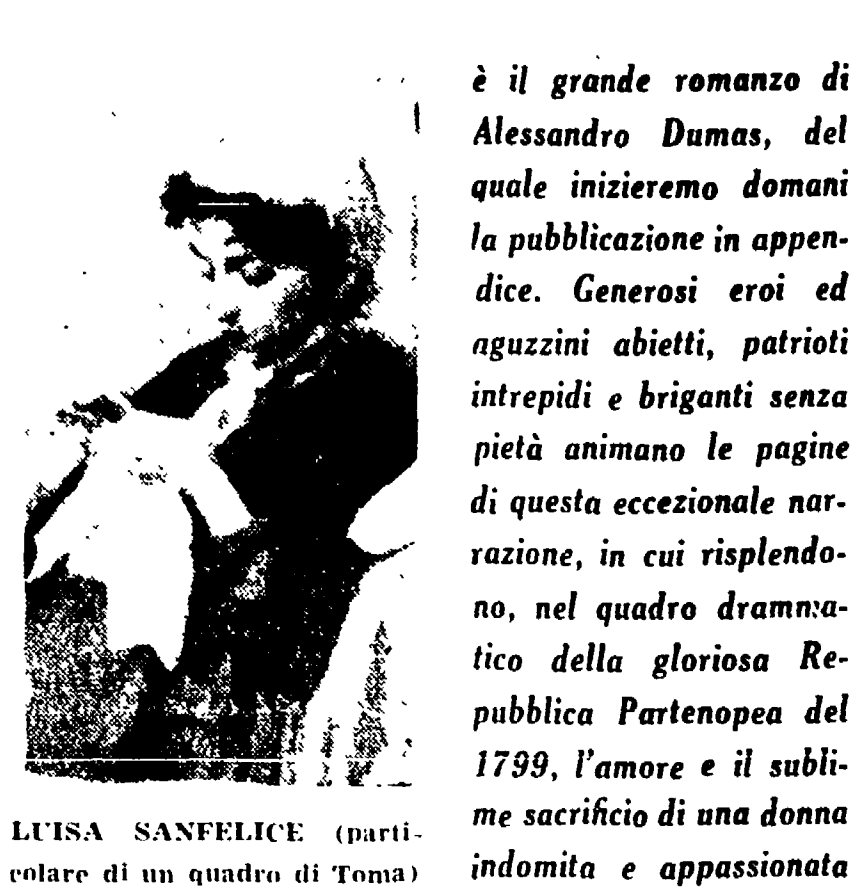 è il grande romanzo di
Alessandro Dumas, del
quale inizieremo domani
la pubblicazione in appen-
dice. Generosi eroi ed
aguzzini abietti, patrioti
intrepidi e briganti senza
pietà animano le pagine
di questa eccezionale nar-
razione, in cui risplendo-
no, nel quadro dramma-
tico della gloriosa Re-
pubblica Partenopea del
1799, l'amore e il subli-
me sacrificio di una donna
indomita e appassionata
LUISA SANFELICE (parti-
colare di un quadro di Toma)